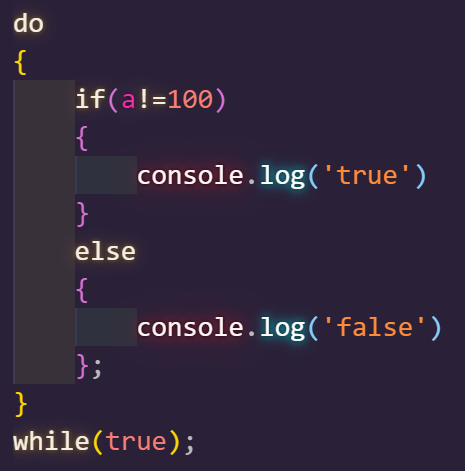 do
{
if(a!=100)
{
console.log('true')
}
else
{
console.log('false')
};
}
while(true);